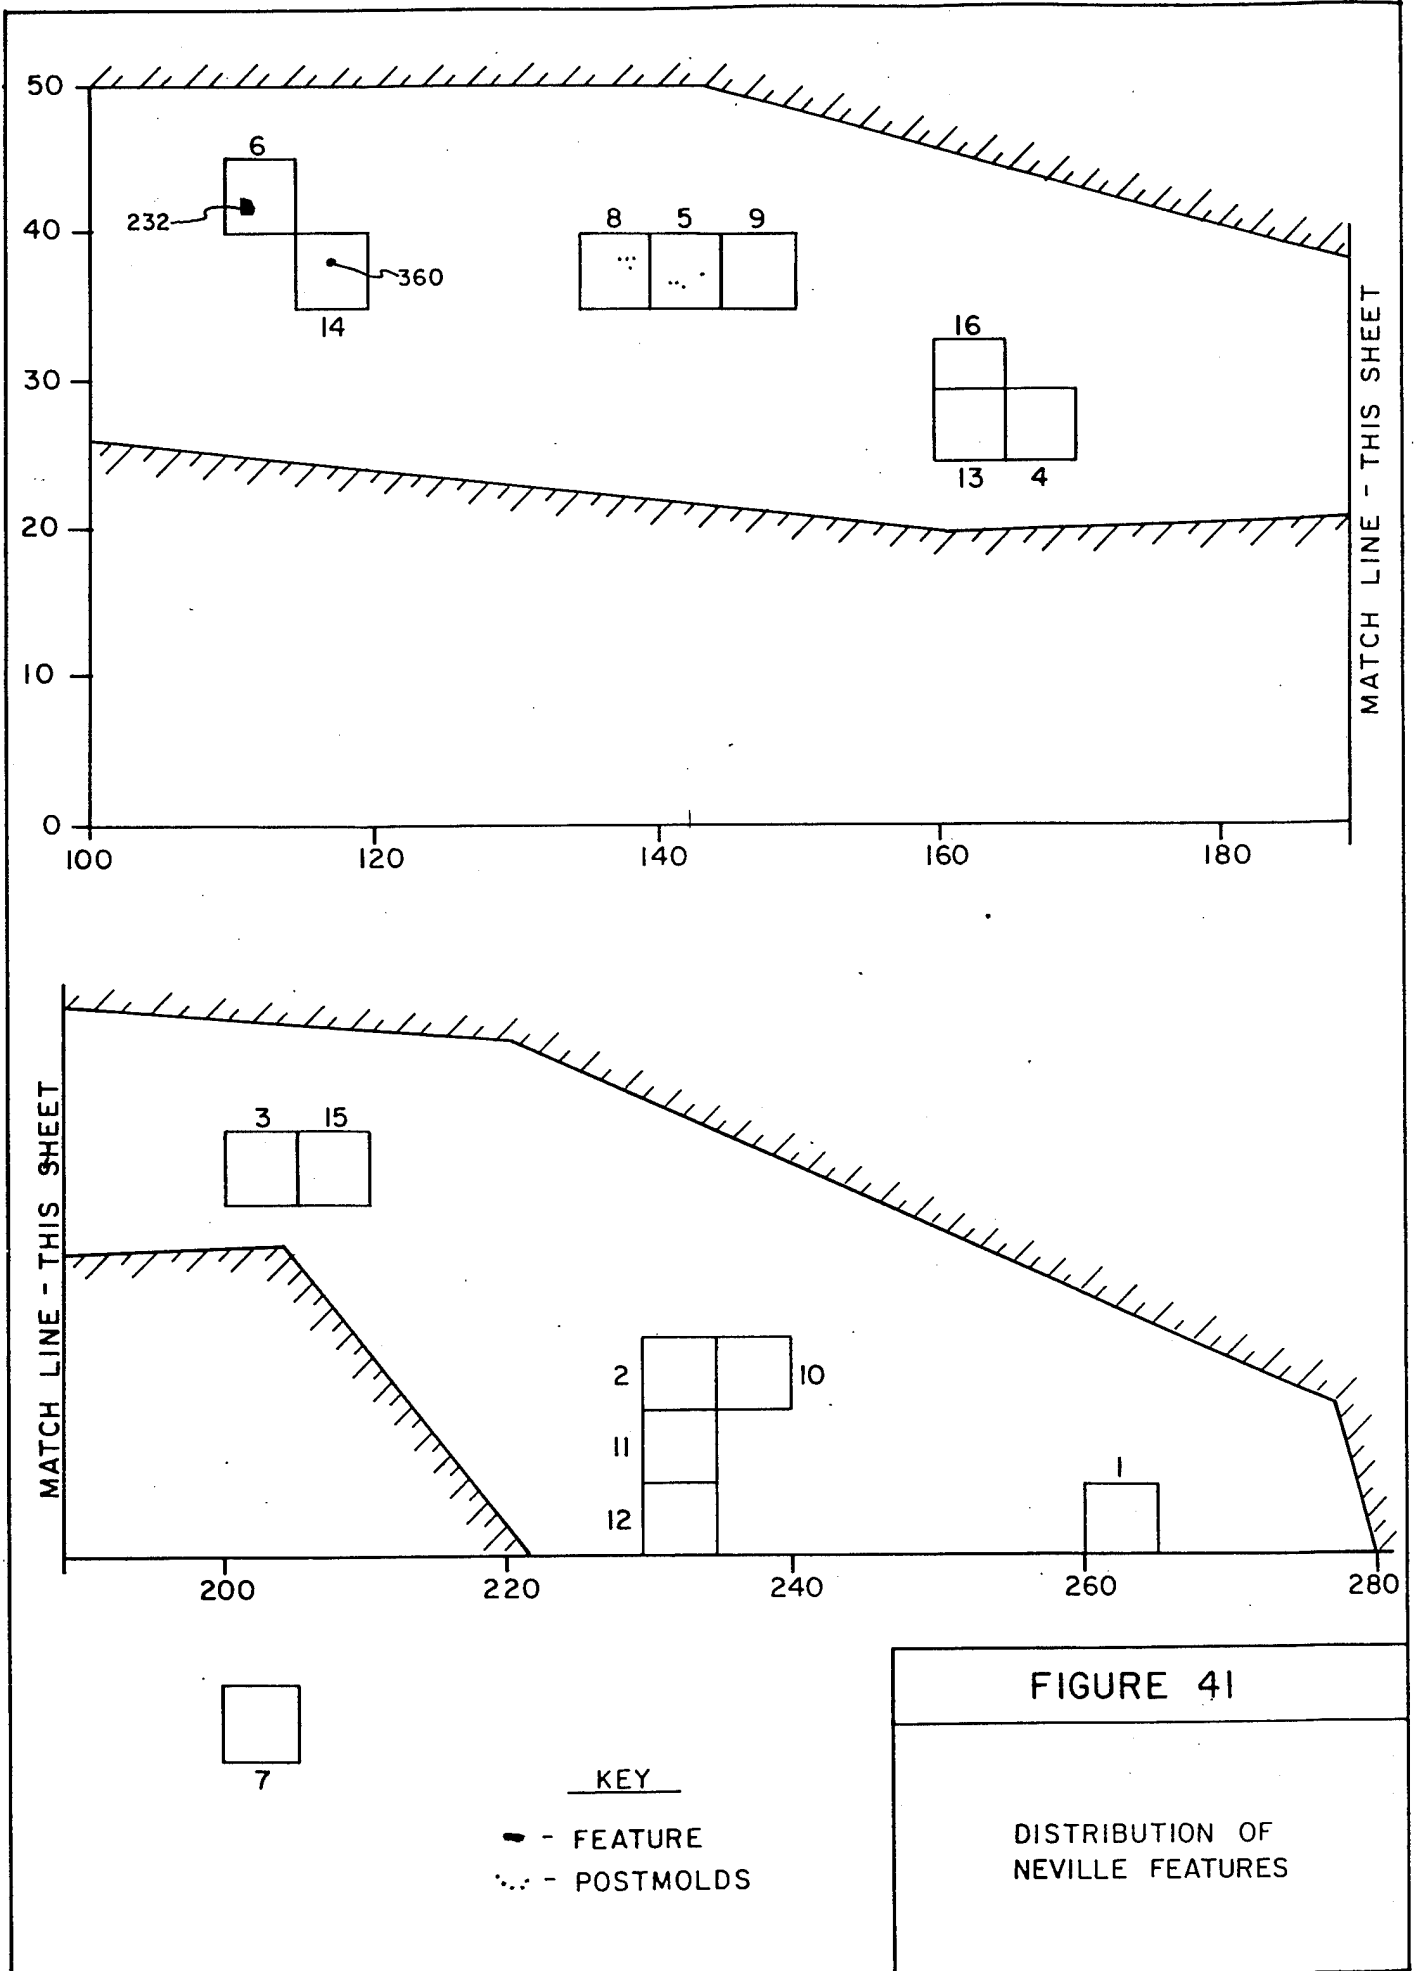 50
6
232
40
8 5 9
360
14
16
30
13 4
20
10
0
100 120 140 160 180
MATCH LINE - THIS SHEET
MATCH LINE - THIS SHEET
3 15
2 10
11
1
12
200 220 240 260 280
7
KEY
- FEATURE
- POSTMOLDS
FIGURE 41
DISTRIBUTION OF
NEVILLE FEATURES